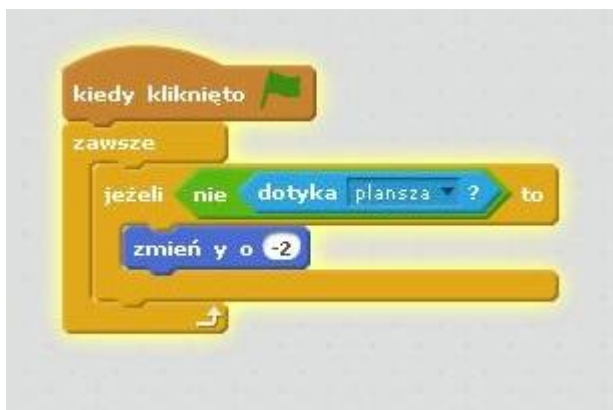 kiedy kliknięto
zawsze
jeżeli nie dotyka plansza ? to
zmień y o -2